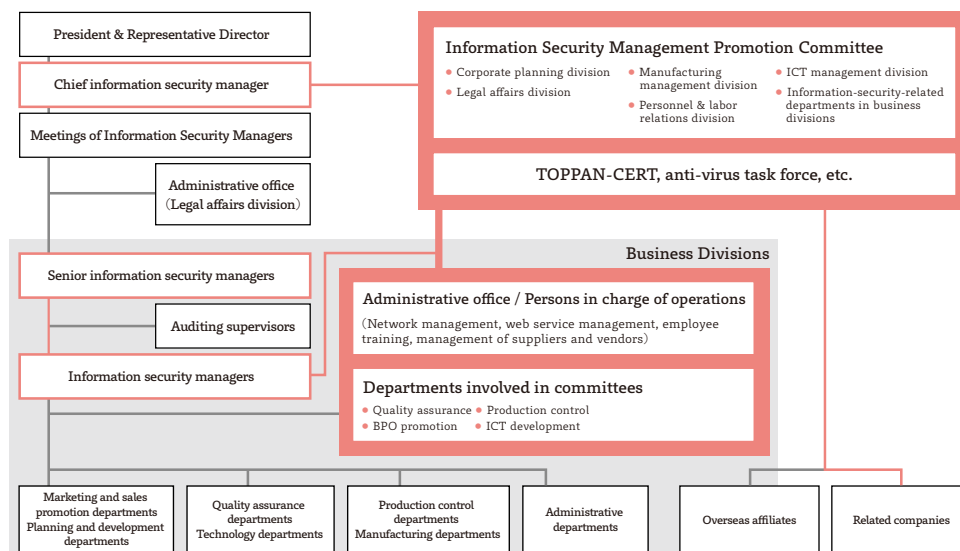 President & Representative Director
Chief information security manager
Meetings of Information Security Managers
Administrative office
(Legal affairs division)
Information Security Management Promotion Committee
• Corporate planning division
• Legal affairs division
• Manufacturing
management division
• Personnel & labor
relations division
• ICT management division
• Information-security-related
departments in business
divisions
TOPPAN-CERT, anti-virus task force, etc.
Business Divisions
Senior information security managers
Auditing supervisors
Information security managers
Administrative office / Persons in charge of operations
(Network management, web service management, employee
training, management of suppliers and vendors)
Departments involved in committees
• Quality assurance • Production control
• BPO promotion • ICT development
Marketing and sales
promotion departments
Planning and development
departments
Quality assurance
departments
Technology departments
Production control
departments
Manufacturing departments
Administrative
departments
Overseas affiliates
Related companies